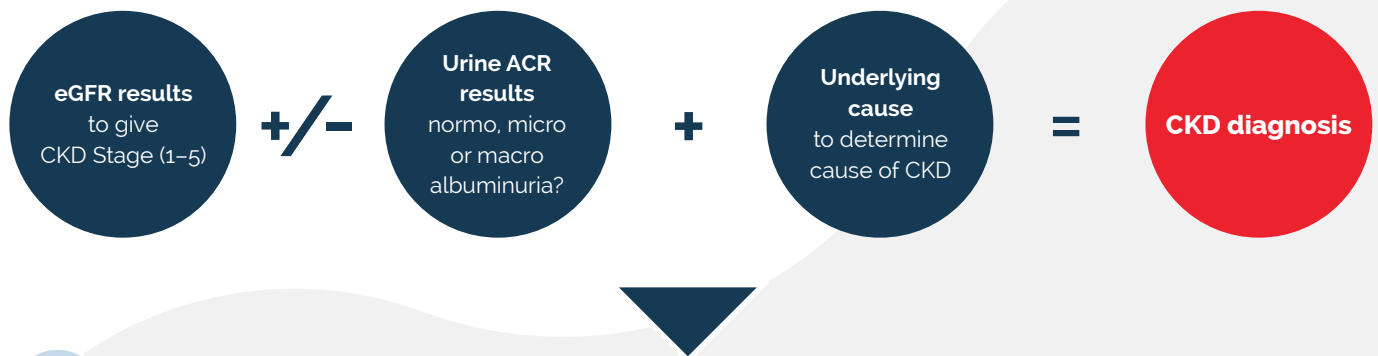 eGFR results
to give
CKD Stage (1–5)
+/-
Urine ACR
results
normo, micro
or macro
albuminuria?
+
Underlying
cause
to determine
cause of CKD
=
CKD diagnosis